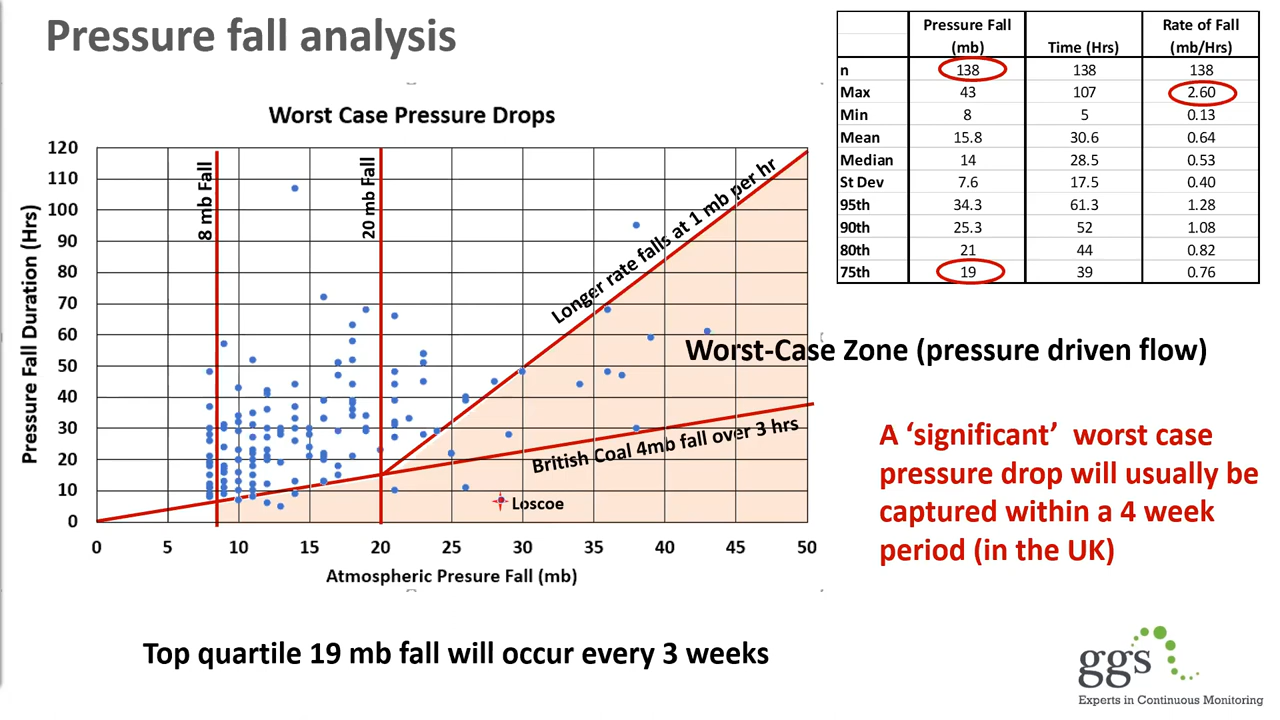 Pressure fall analysis
Pressure Fall (mb) Time (Hrs) Rate of Fall (mb/Hrs)
n 138 138 138
Max 43 107 2.60
Min 8 5 0.13
Mean 15.8 30.6 0.64
Median 14 28.5 0.53
St Dev 7.6 17.5 0.40
95th 34.3 61.3 1.28
90th 25.3 52 1.08
80th 21 44 0.82
75th 19 39 0.76
Worst Case Pressure Drops
Pressure Fall Duration (Hrs)
120
110
100
90
80
70
60
50
40
30
20
10
0
8 mb Fall
20 mb Fall
Longer rate falls at 1 mb per hr
British Coal 4mb fall over 3 hrs
Loscoe
0 5 10 15 20 25 30 35 40 45 50
Atmospheric Presure Fall (mb)
Worst-Case Zone (pressure driven flow)
A ‘significant’ worst case
pressure drop will usually be
captured within a 4 week
period (in the UK)
Top quartile 19 mb fall will occur every 3 weeks
ggs
Experts in Continuous Monitoring